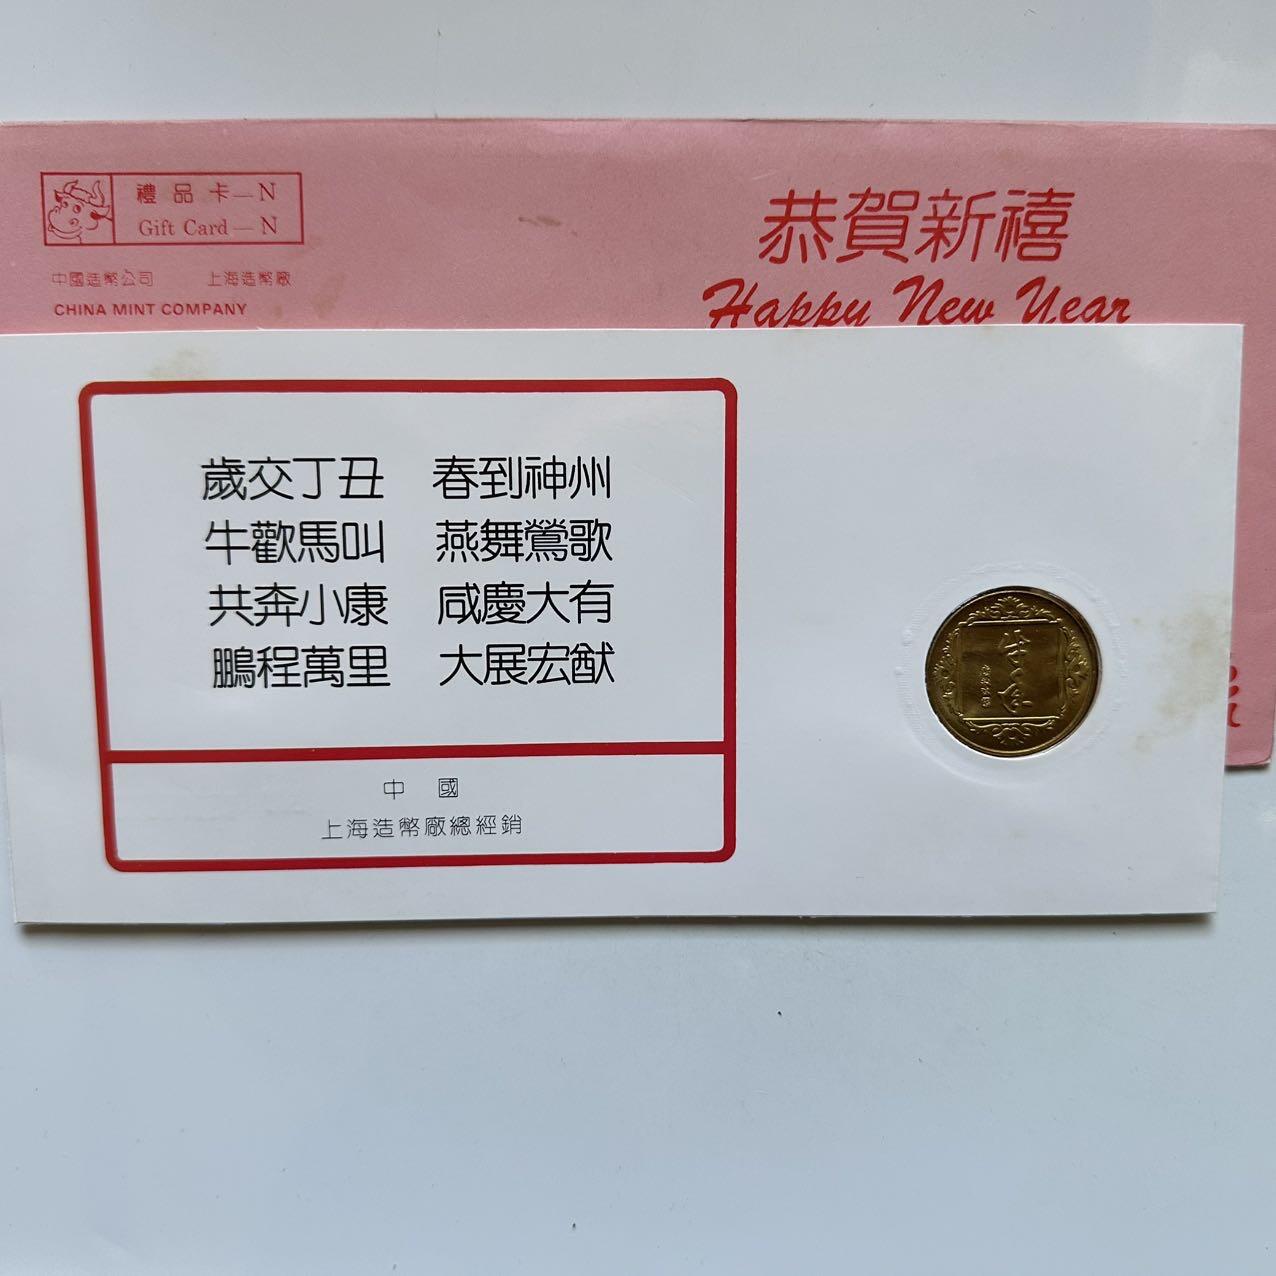 禮品卡—N
Gift Card—N
中國造幣公司 上海造幣廠
CHINA MINT COMPANY
恭賀新禧
Happy New Year
歲交丁丑 春到神州
牛歡馬叫 燕舞鶯歌
共奔小康 咸慶大有
鵬程萬里 大展宏猷
中國
上海造幣廠總經銷